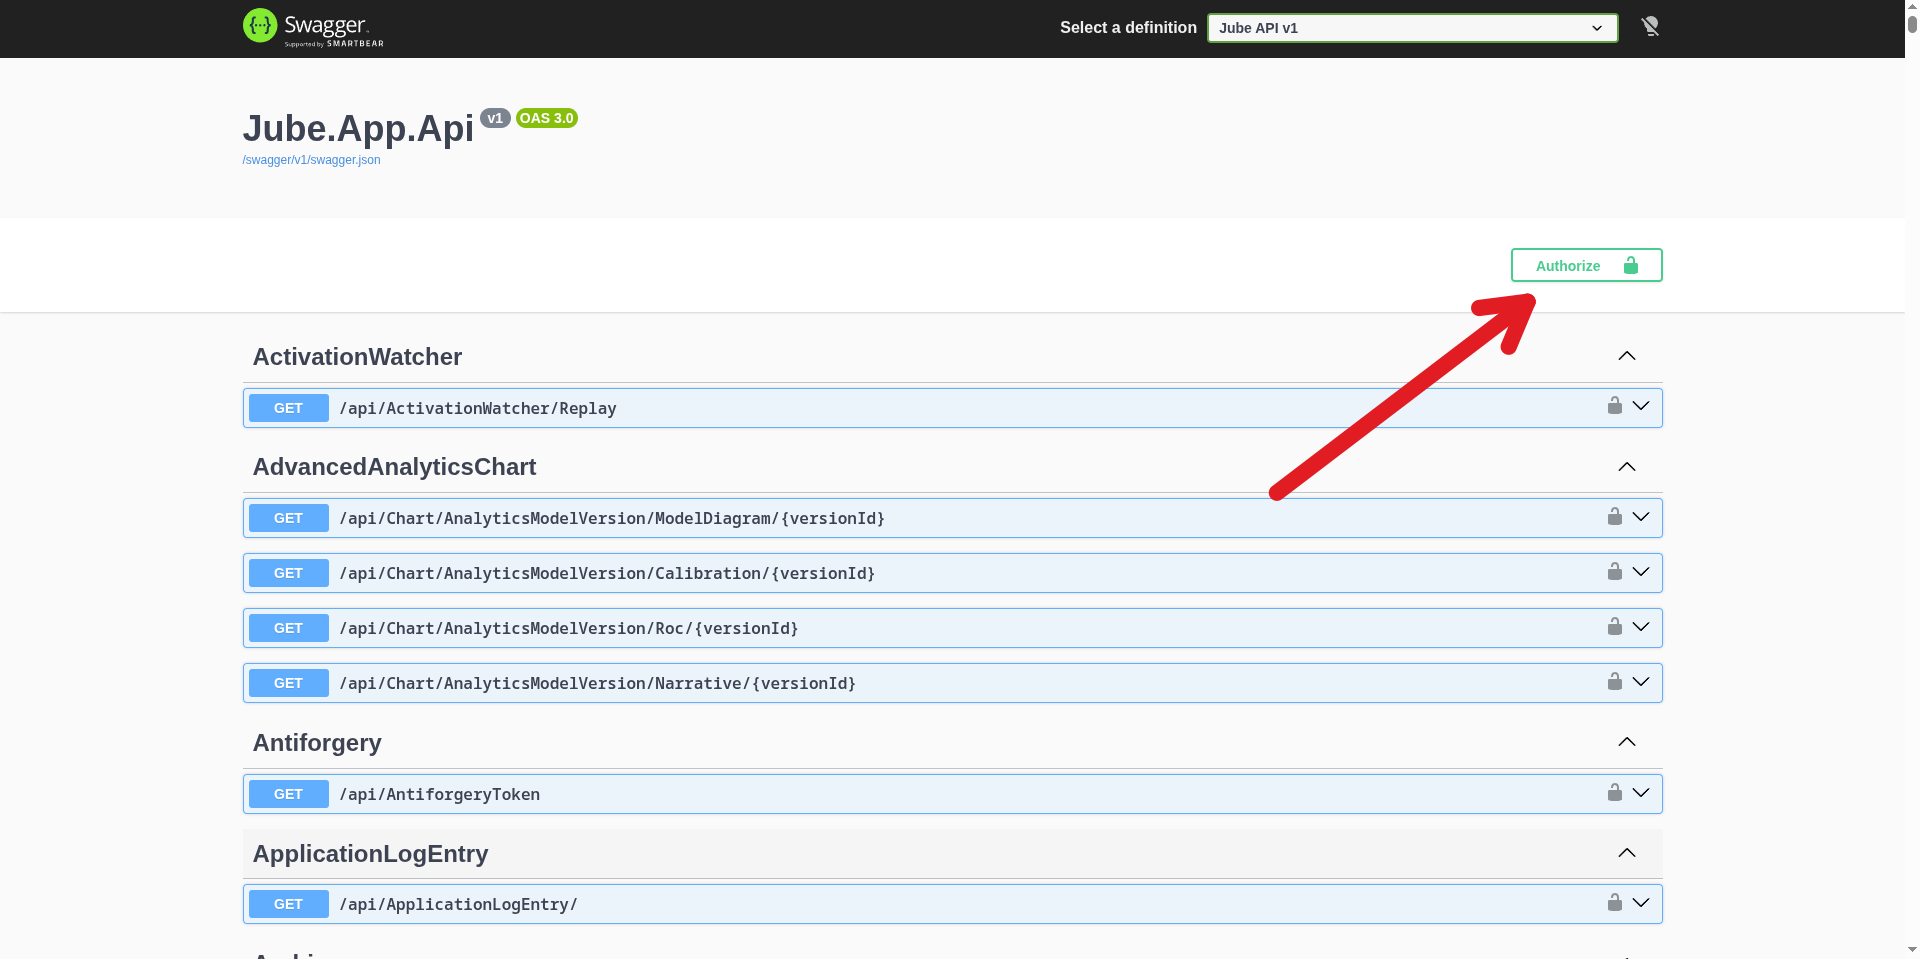 Swagger
Supported by SMARTBEAR
Select a definition
Jube API v1
Jube.App.Api v1 OAS 3.0
/swagger/v1/swagger.json
Authorize
ActivationWatcher
GET /api/ActivationWatcher/Replay
AdvancedAnalyticsChart
GET /api/Chart/AnalyticsModelVersion/ModelDiagram/{versionId}
GET /api/Chart/AnalyticsModelVersion/Calibration/{versionId}
GET /api/Chart/AnalyticsModelVersion/Roc/{versionId}
GET /api/Chart/AnalyticsModelVersion/Narrative/{versionId}
Antiforgery
GET /api/AntiforgeryToken
ApplicationLogEntry
GET /api/ApplicationLogEntry/